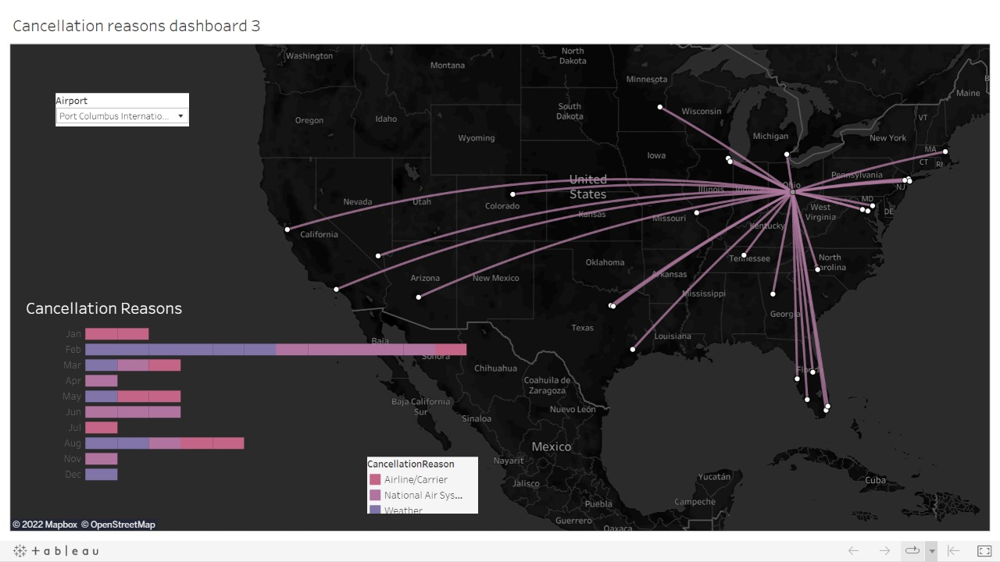 Cancellation reasons dashboard 3
Washington
Montana
North
Dakota
Minnesota
Maine
Airport
Port Columbus Internatio...
Oregon
Idaho
South
Dakota
Wisconsin
VT
Wyoming
Iowa
Michigan
New York
MA
CT
RI
United
States
Pennsylvania
Ohio
Illinois
Indiana
NJ
Nevada
Utah
Colorado
Kansas
Missouri
West
Virginia
MD
DE
California
Kentucky
Oklahoma
Tennessee
North
Carolina
Arizona
New Mexico
Arkansas
Mississippi
Georgia
Texas
Louisiana
Florida
Cancellation Reasons
Jan
Feb
Mar
Apr
May
Jun
Jul
Aug
Nov
Dec
Baja
Sonora
Chihuahua
Coahuila de
Zaragoza
Baja California
Sur
Nuevo León
Sinaloa
Mexico
Nayarit
Jalisco
Yucatán
Cuba
Campeche
Puebla
Guerrero
Oaxaca
CancellationReason
Airline/Carrier
National Air Sys...
Weather
© 2022 Mapbox © OpenStreetMap
+ableau